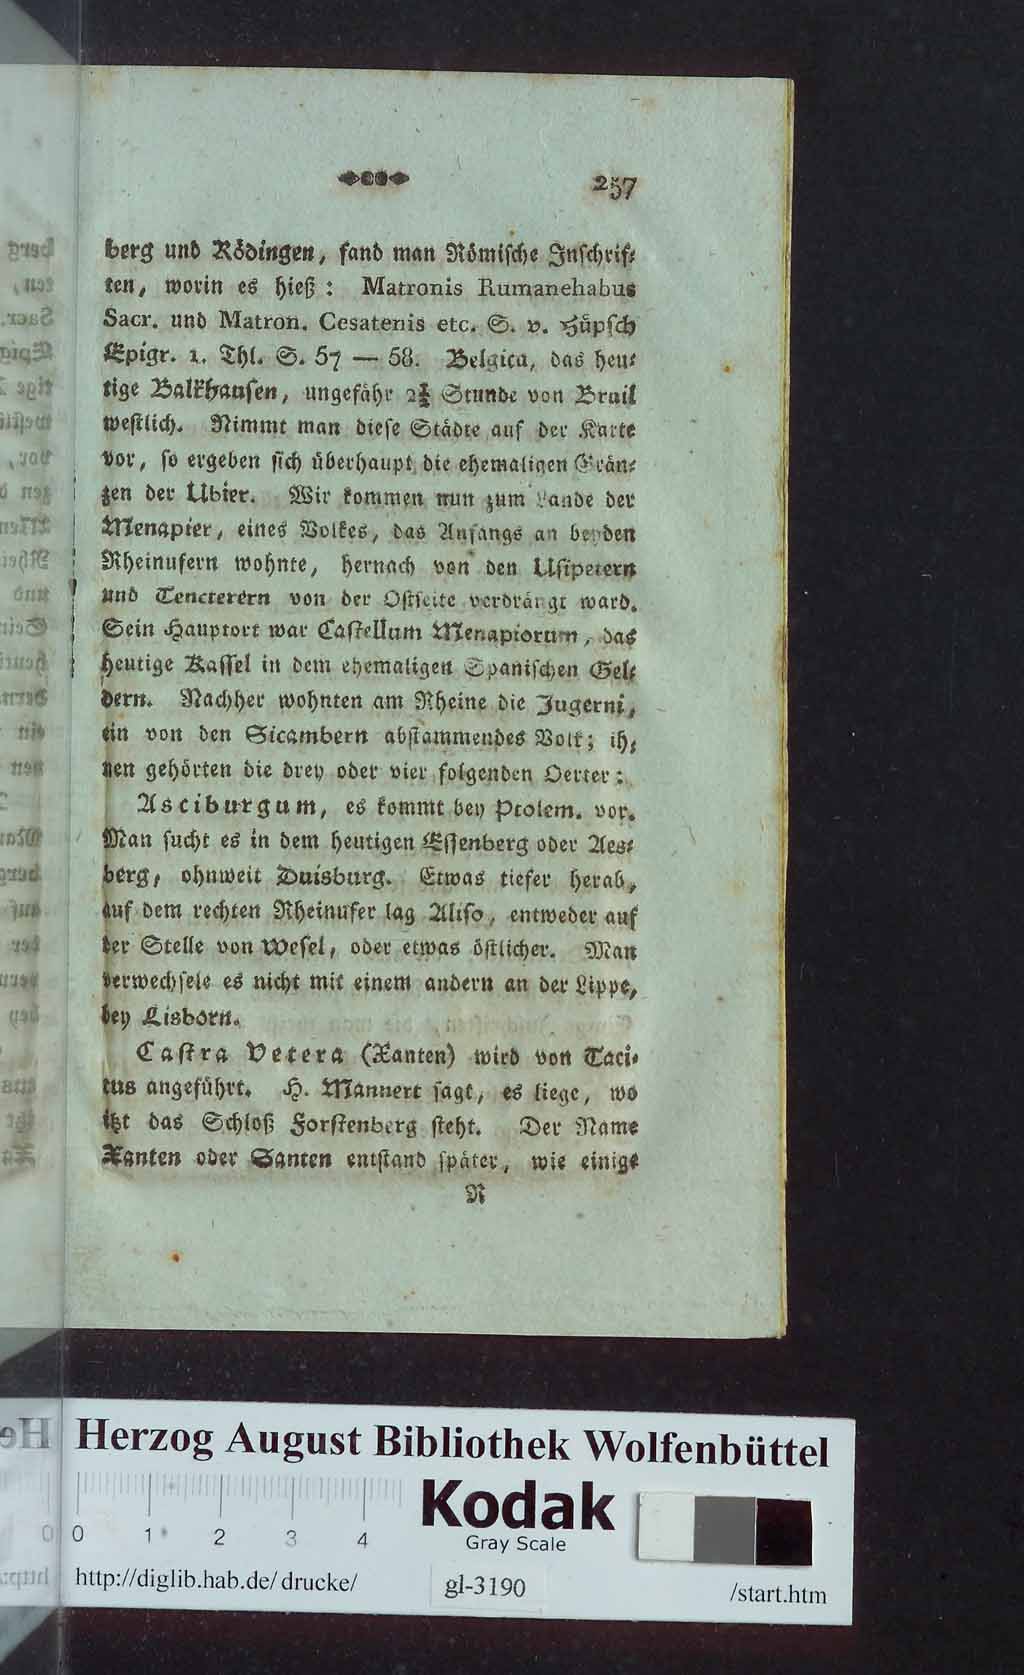 257
berg und Rödingen, fand man Römische Inschrif-
ten, worin es hieß: Matronis Rumanehabus
Sacr. und Matron. Cesatenis etc. S. v. Hüpsch
Epigr. 1. Thl. S. 57 — 58. Belgica, das heu-
tige Balkhausen, ungefähr Stunde von Bruil
westlich. Nimmt man diese Städte auf der Karte
vor, so ergeben sich überhaupt die ehemaligen Grän-
zen der Ubier. Wir kommen nun zum Lande der
Menapier, eines Volkes, das Anfangs an beyden
Rheinufern wohnte, hernach von den Usipetern
und Tencterern von der Ostseite verdrängt ward.
Sein Hauptort war Castellum Menapiorum, das
heutige Kassel in dem ehemaligen Spanischen Gel-
dern. Nachher wohnten am Rheine die Jugerni,
ein von den Sicambern abstammendes Volk; ih-
nen gehörten die drey oder vier folgenden Oerter:
Asciburgum, es kommt bey Ptolem. vor.
Man sucht es in dem heutigen Essenberg oder Aes-
berg, ohnweit Duisburg. Etwas tiefer herab,
auf dem rechten Rheinufer lag Aliso, entweder auf
der Stelle von Wesel, oder etwas östlicher. Man
verwechsele es nicht mit einem andern an der Lippe,
bey Lisborn.
Castra Vetera (Xanten) wird von Taci-
tus angeführt. H. Mannert sagt, es liege, wo
itzt das Schloß Forstenberg steht. Der Name
Xanten oder Santen entstand später, wie einige
R
Herzog August Bibliothek Wolfenbüttel
Kodak
Gray Scale
0 1 2 3 4
http://diglib.hab.de/drucke/ gl-3190 /start.htm